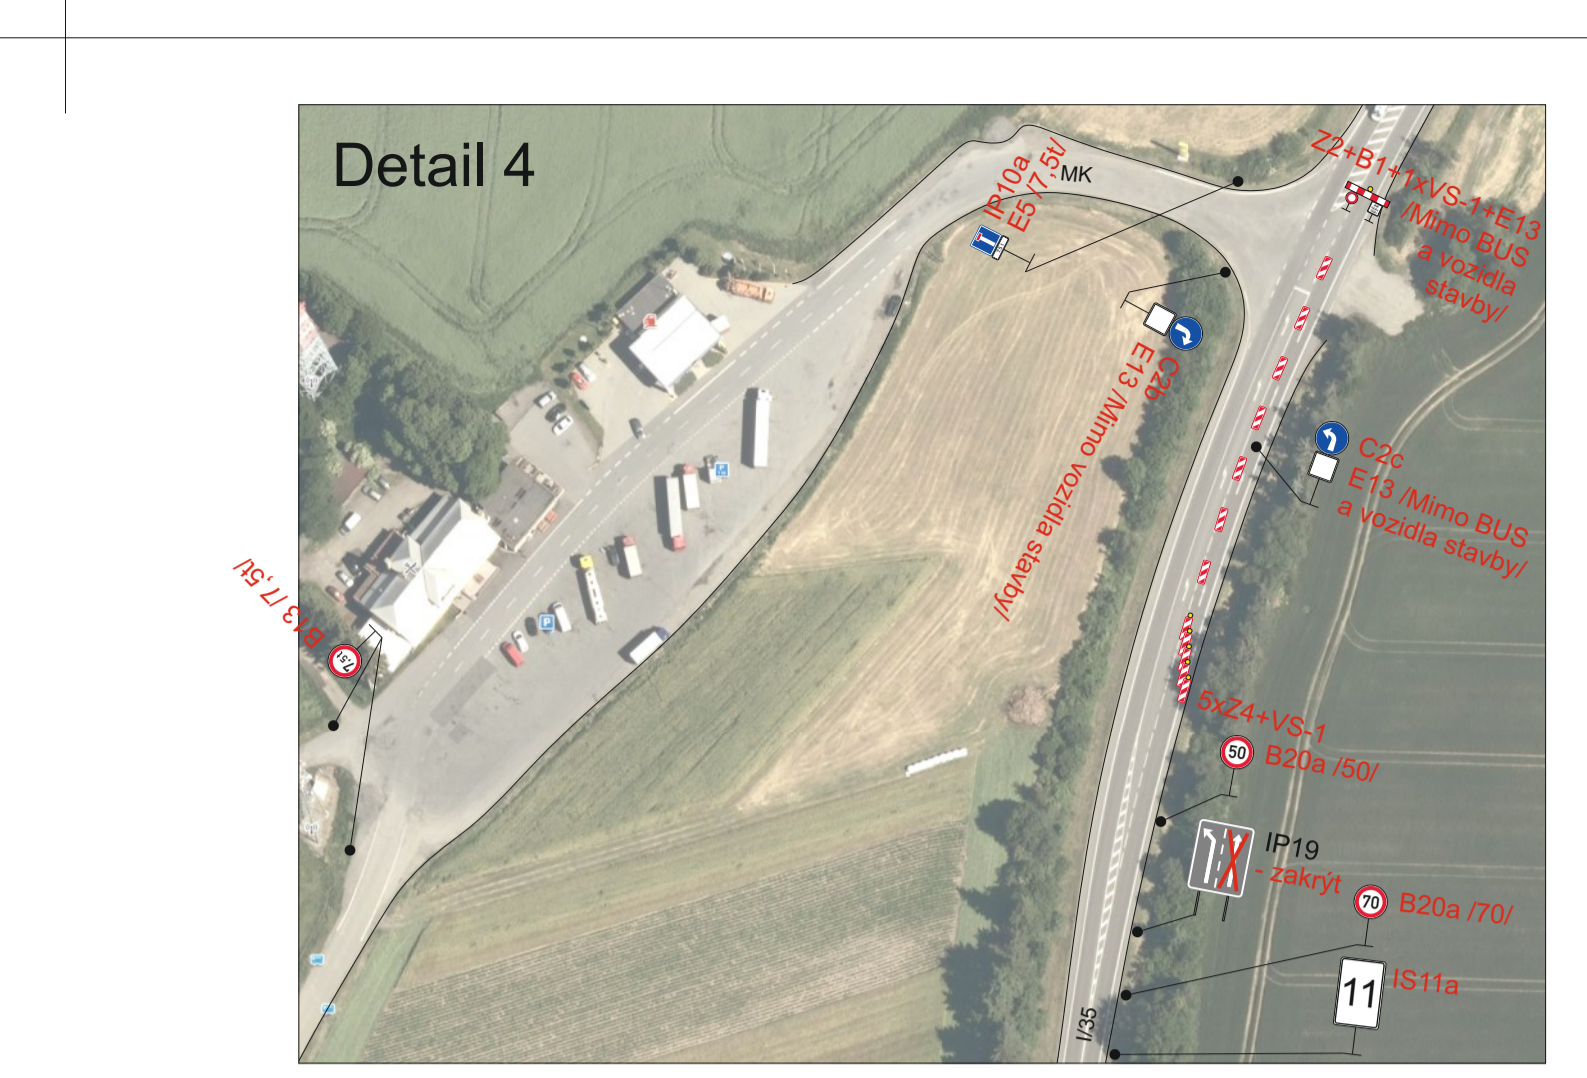 Detail 4
Z2+B1+1xVS-1+E13
/Mimo BUS
a vozidla
stavby/
IP10a
E5 /7,5t/
MK
C2b
E13 /Mimo vozidla stavby/
C2c
E13 /Mimo BUS
a vozidla stavby/
P
P
B13 /7,5t/
7,5t
5xZ4+VS-1
50
B20a /50/
IP19
- zakrýt
70
B20a /70/
11
IS11a
I/35